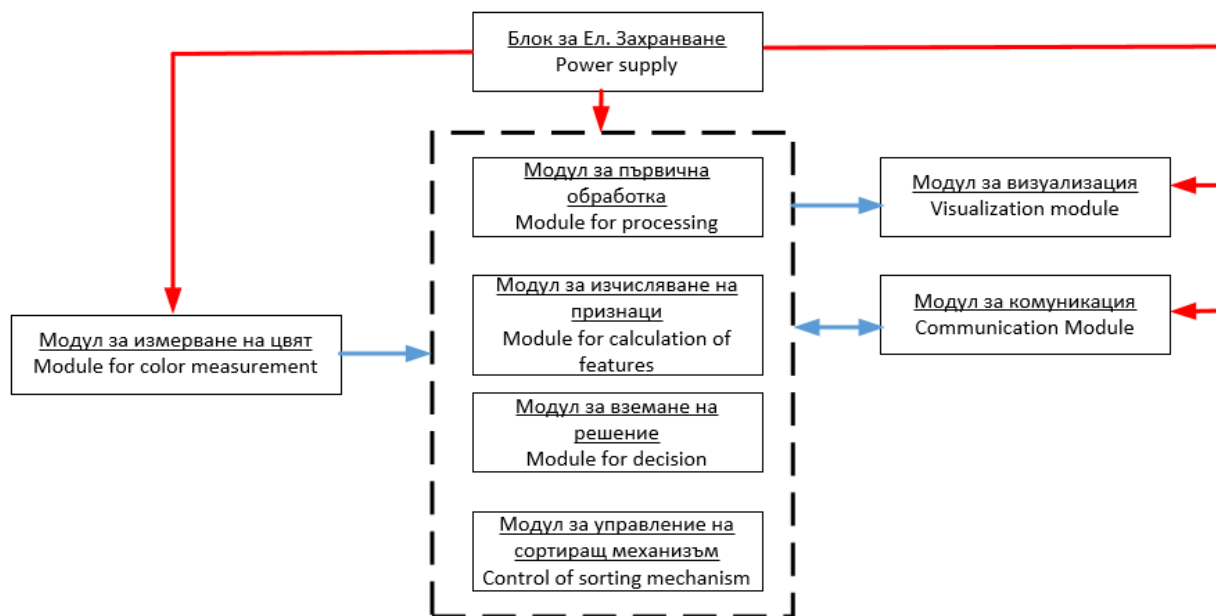 Блок за Ел. Захранване
Power supply
Модул за първична
обработка
Module for processing
Модул за визуализация
Visualization module
Модул за изчисляване на
признаци
Module for calculation of
features
Модул за комуникация
Communication Module
Модул за измерване на цвят
Module for color measurement
Модул за вземане на
решение
Module for decision
Модул за управление на
сортиращ механизъм
Control of sorting mechanism